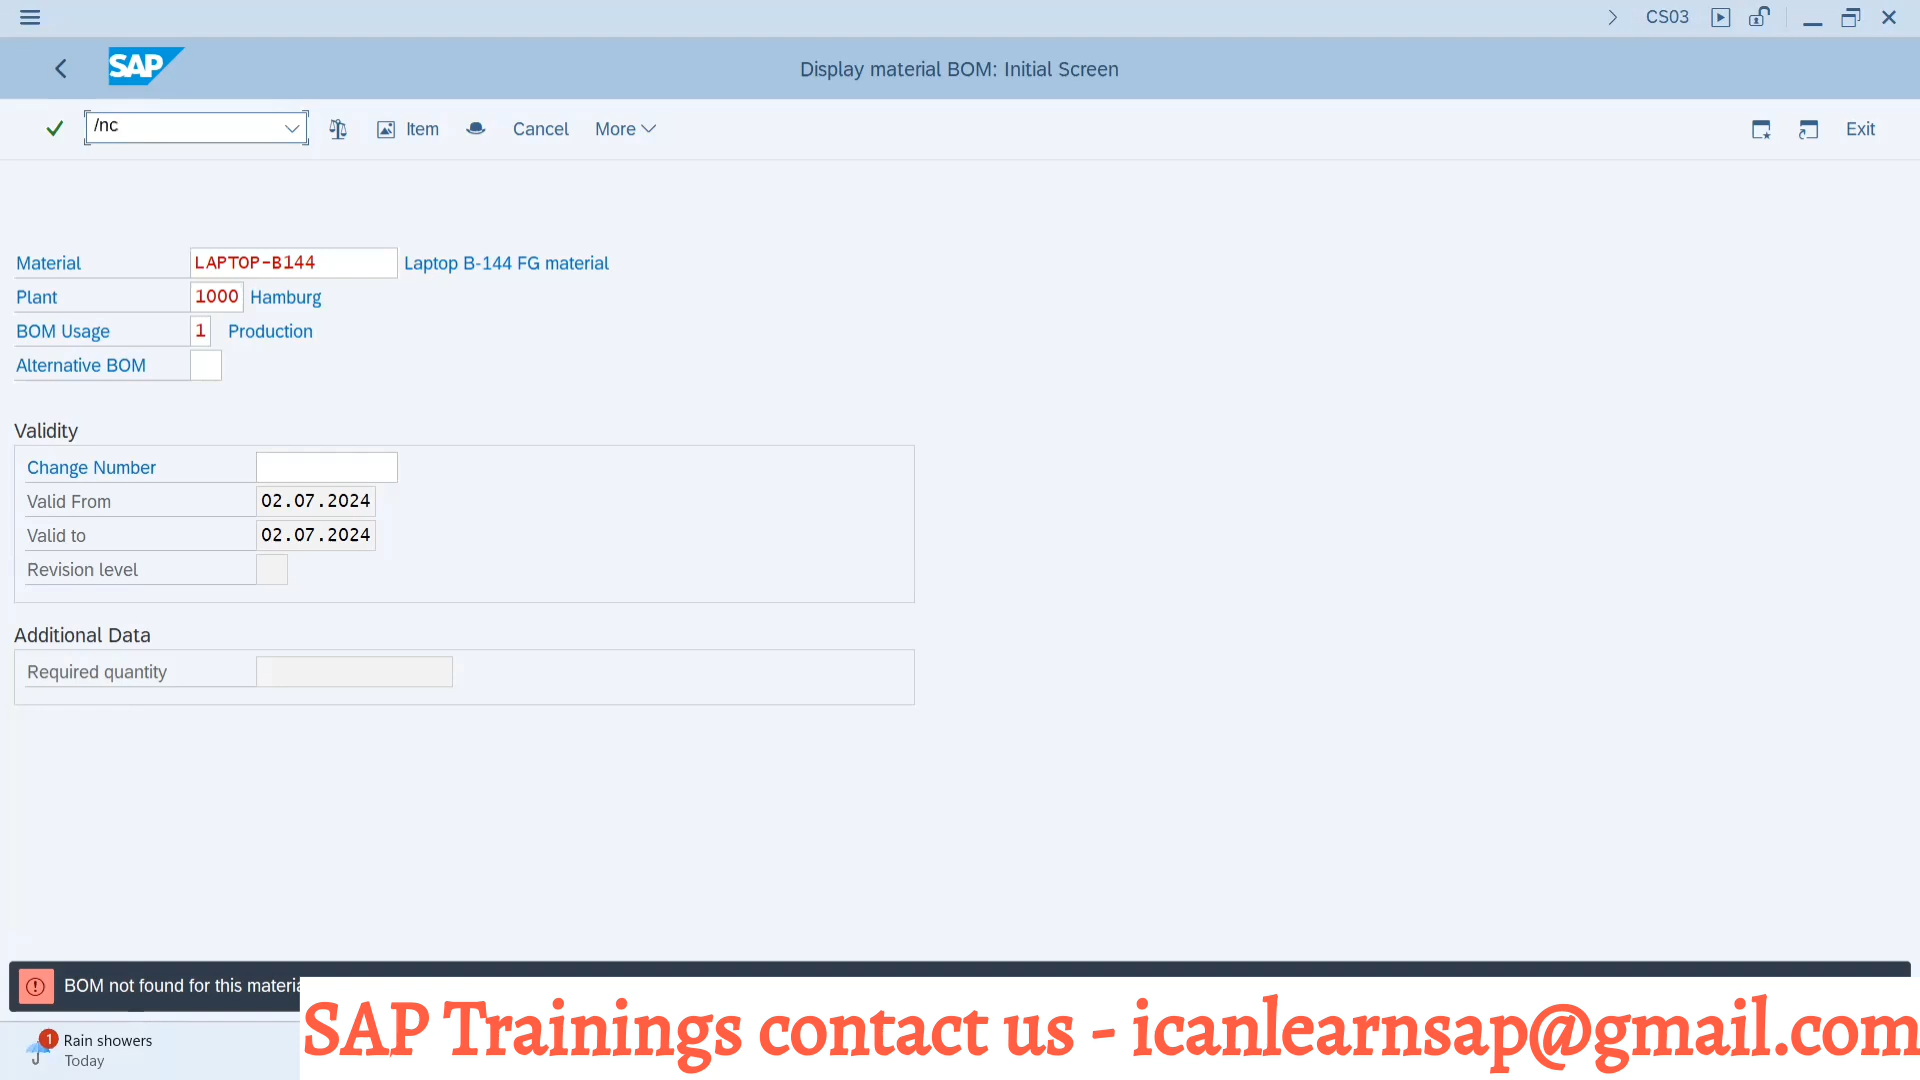 CS03
SAP
Display material BOM: Initial Screen
/nc
Item
Cancel
More
Exit
Material LAPTOP-B144 Laptop B-144 FG material
Plant 1000 Hamburg
BOM Usage 1 Production
Alternative BOM
Validity
Change Number
Valid From 02.07.2024
Valid to 02.07.2024
Revision level
Additional Data
Required quantity
BOM not found for this materia
SAP Trainings contact us - icanlearnsap@gmail.com
1
Rain showers
Today